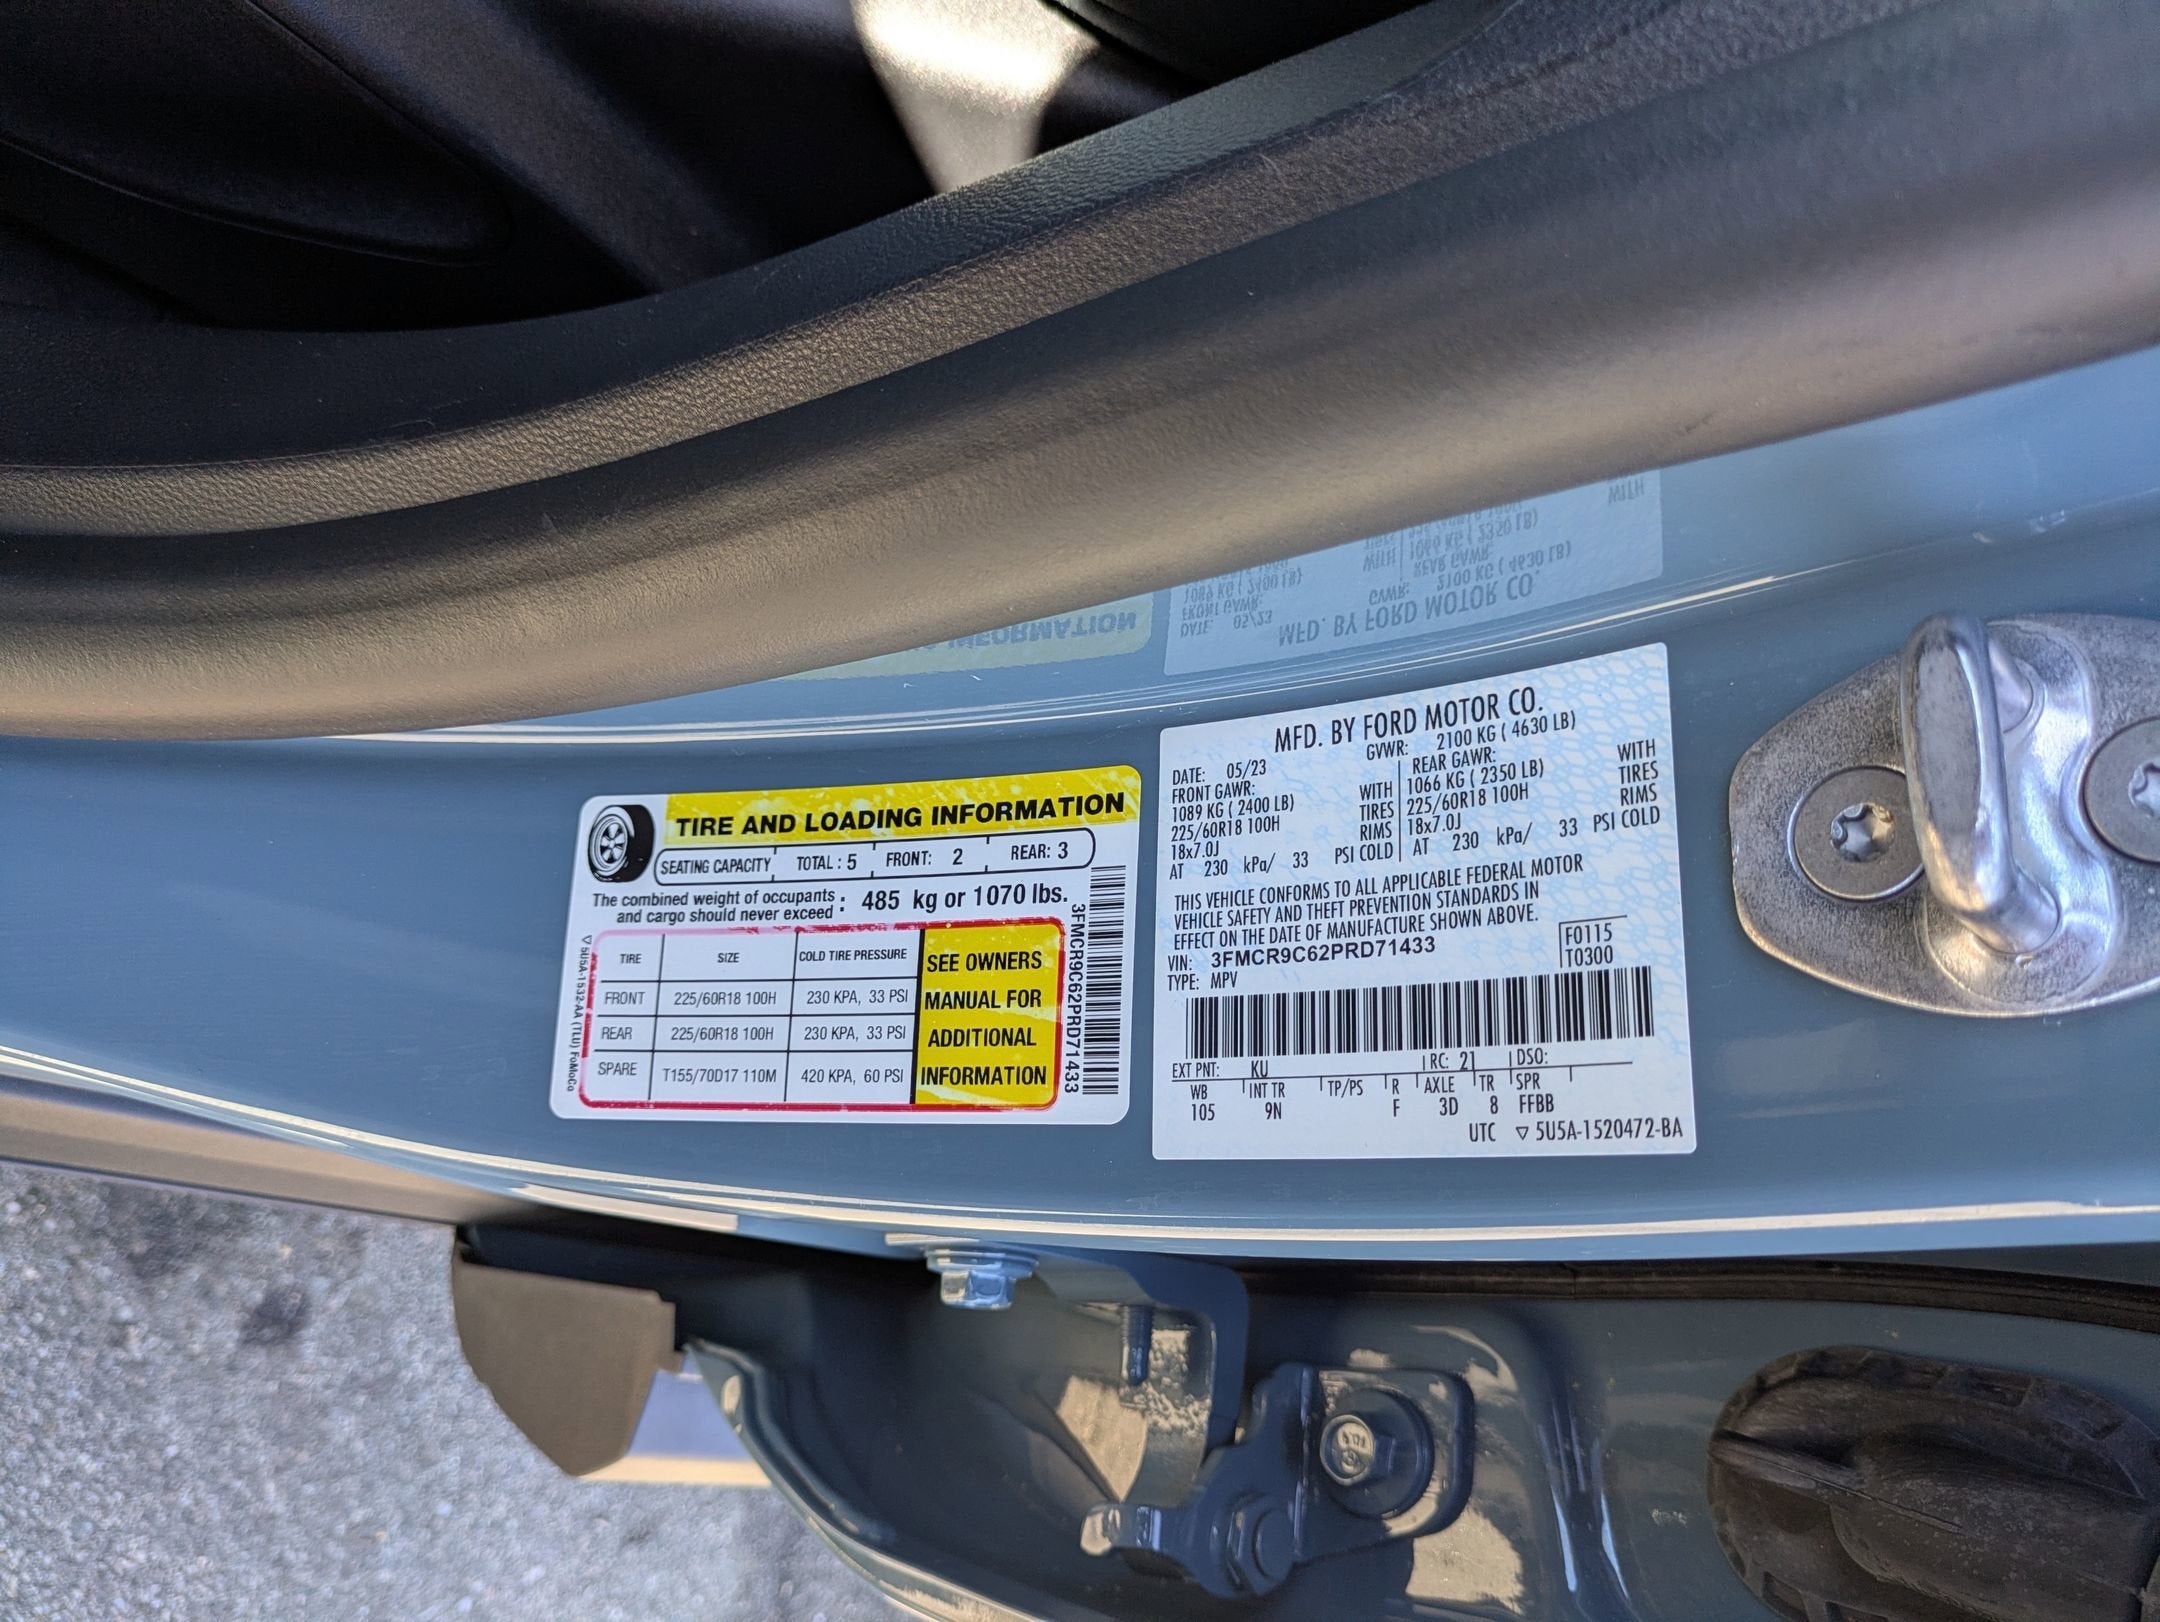 TIRE AND LOADING INFORMATION
SEATING CAPACITY TOTAL : 5 FRONT: 2 REAR: 3
The combined weight of occupants and cargo should never exceed : 485 kg or 1070 lbs.
TIRE SIZE COLD TIRE PRESSURE
FRONT 225/60R18 100H 230 KPA, 33 PSI
REAR 225/60R18 100H 230 KPA, 33 PSI
SPARE T155/70D17 110M 420 KPA, 60 PSI
SEE OWNERS
MANUAL FOR
ADDITIONAL
INFORMATION
3FMCR9C62PRD71433
▽ 5U5A-1532-AA (TLU) FoMoCo
MFD. BY FORD MOTOR CO.
DATE: 05/23 GVWR: 2100 KG ( 4630 LB)
FRONT GAWR: REAR GAWR:
1089 KG ( 2400 LB) WITH 1066 KG ( 2350 LB) WITH
225/60R18 100H TIRES 225/60R18 100H TIRES
18x7.0J RIMS 18x7.0J RIMS
AT 230 kPa/ 33 PSI COLD AT 230 kPa/ 33 PSI COLD
THIS VEHICLE CONFORMS TO ALL APPLICABLE FEDERAL MOTOR
VEHICLE SAFETY AND THEFT PREVENTION STANDARDS IN
EFFECT ON THE DATE OF MANUFACTURE SHOWN ABOVE.
VIN: 3FMCR9C62PRD71433 F0115
TYPE: MPV T0300
EXT PNT: KU RC: 21 DSO:
WB INT TR TP/PS R AXLE TR SPR
105 9N F 3D 8 FFBB
UTC ▽ 5U5A-1520472-BA